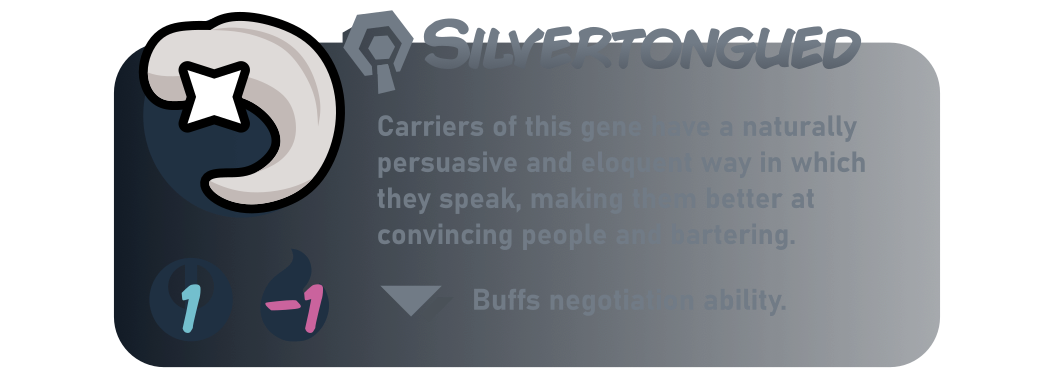 SILVERTONGUED
Carriers of this gene have a naturally
persuasive and eloquent way in which
they speak, making them better at
convincing people and bartering.
1 -1
Buffs negotiation ability.